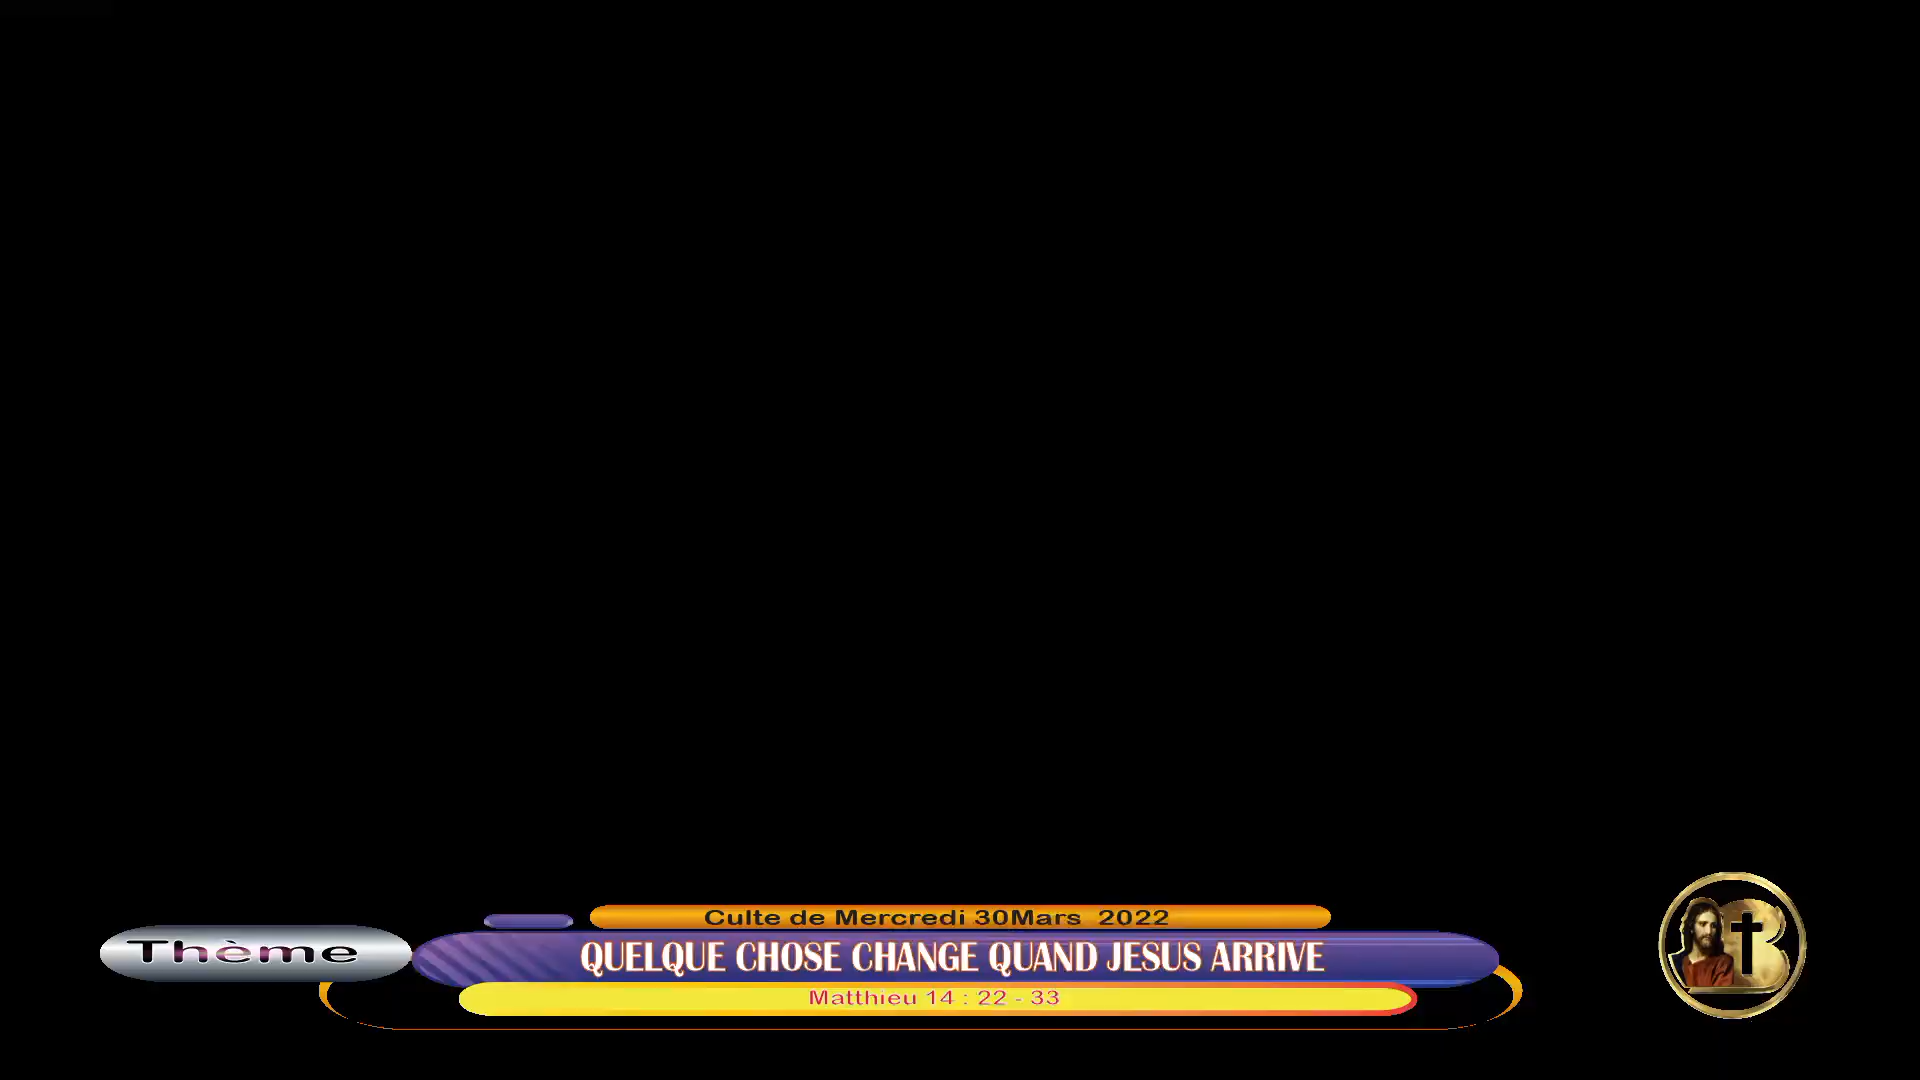 Culte de Mercredi 30Mars 2022
Thème
QUELQUE CHOSE CHANGE QUAND JESUS ARRIVE
Matthieu 14 : 22 - 33